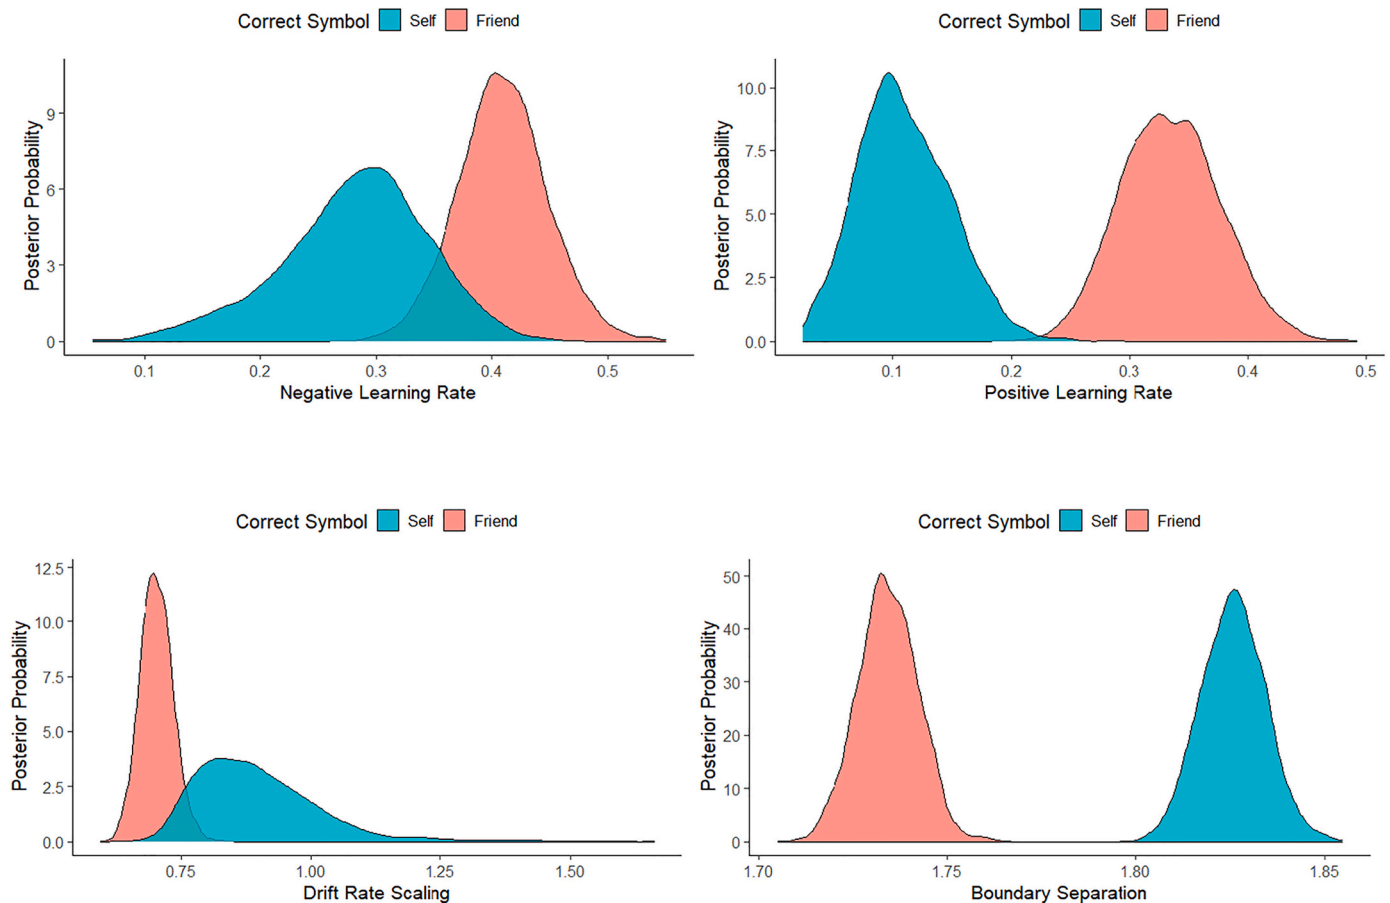 Correct Symbol Self Friend
Posterior Probability
9
6
3
0
0.1 0.2 0.3 0.4 0.5
Negative Learning Rate
Correct Symbol Self Friend
Posterior Probability
10.0
7.5
5.0
2.5
0.0
0.1 0.2 0.3 0.4 0.5
Positive Learning Rate
Correct Symbol Self Friend
Posterior Probability
12.5
10.0
7.5
5.0
2.5
0.0
0.75 1.00 1.25 1.50
Drift Rate Scaling
Correct Symbol Self Friend
Posterior Probability
50
40
30
20
10
0
1.70 1.75 1.80 1.85
Boundary Separation